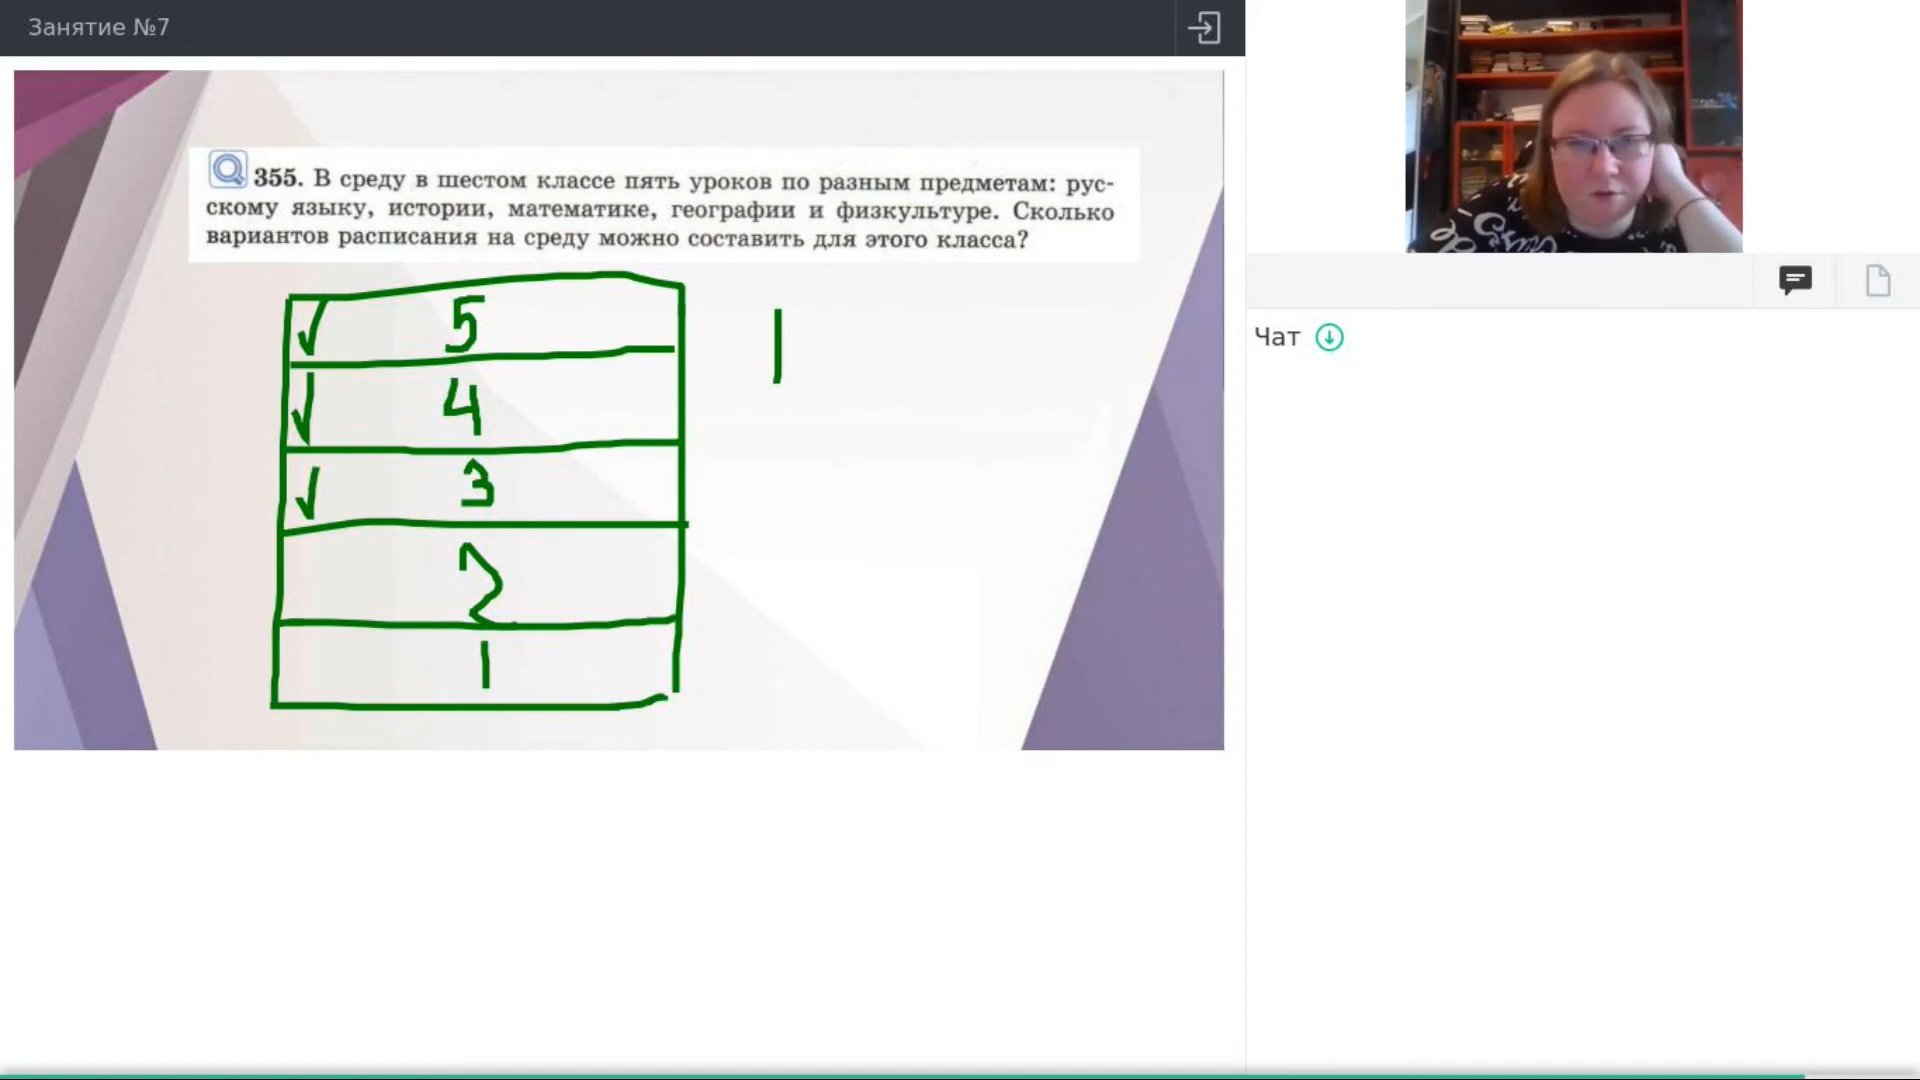 Занятие №7
355. В среду в шестом классе пять уроков по разным предметам: рус-
скому языку, истории, математике, географии и физкультуре. Сколько
вариантов расписания на среду можно составить для этого класса?
5
4
3
2
1
1
Чат